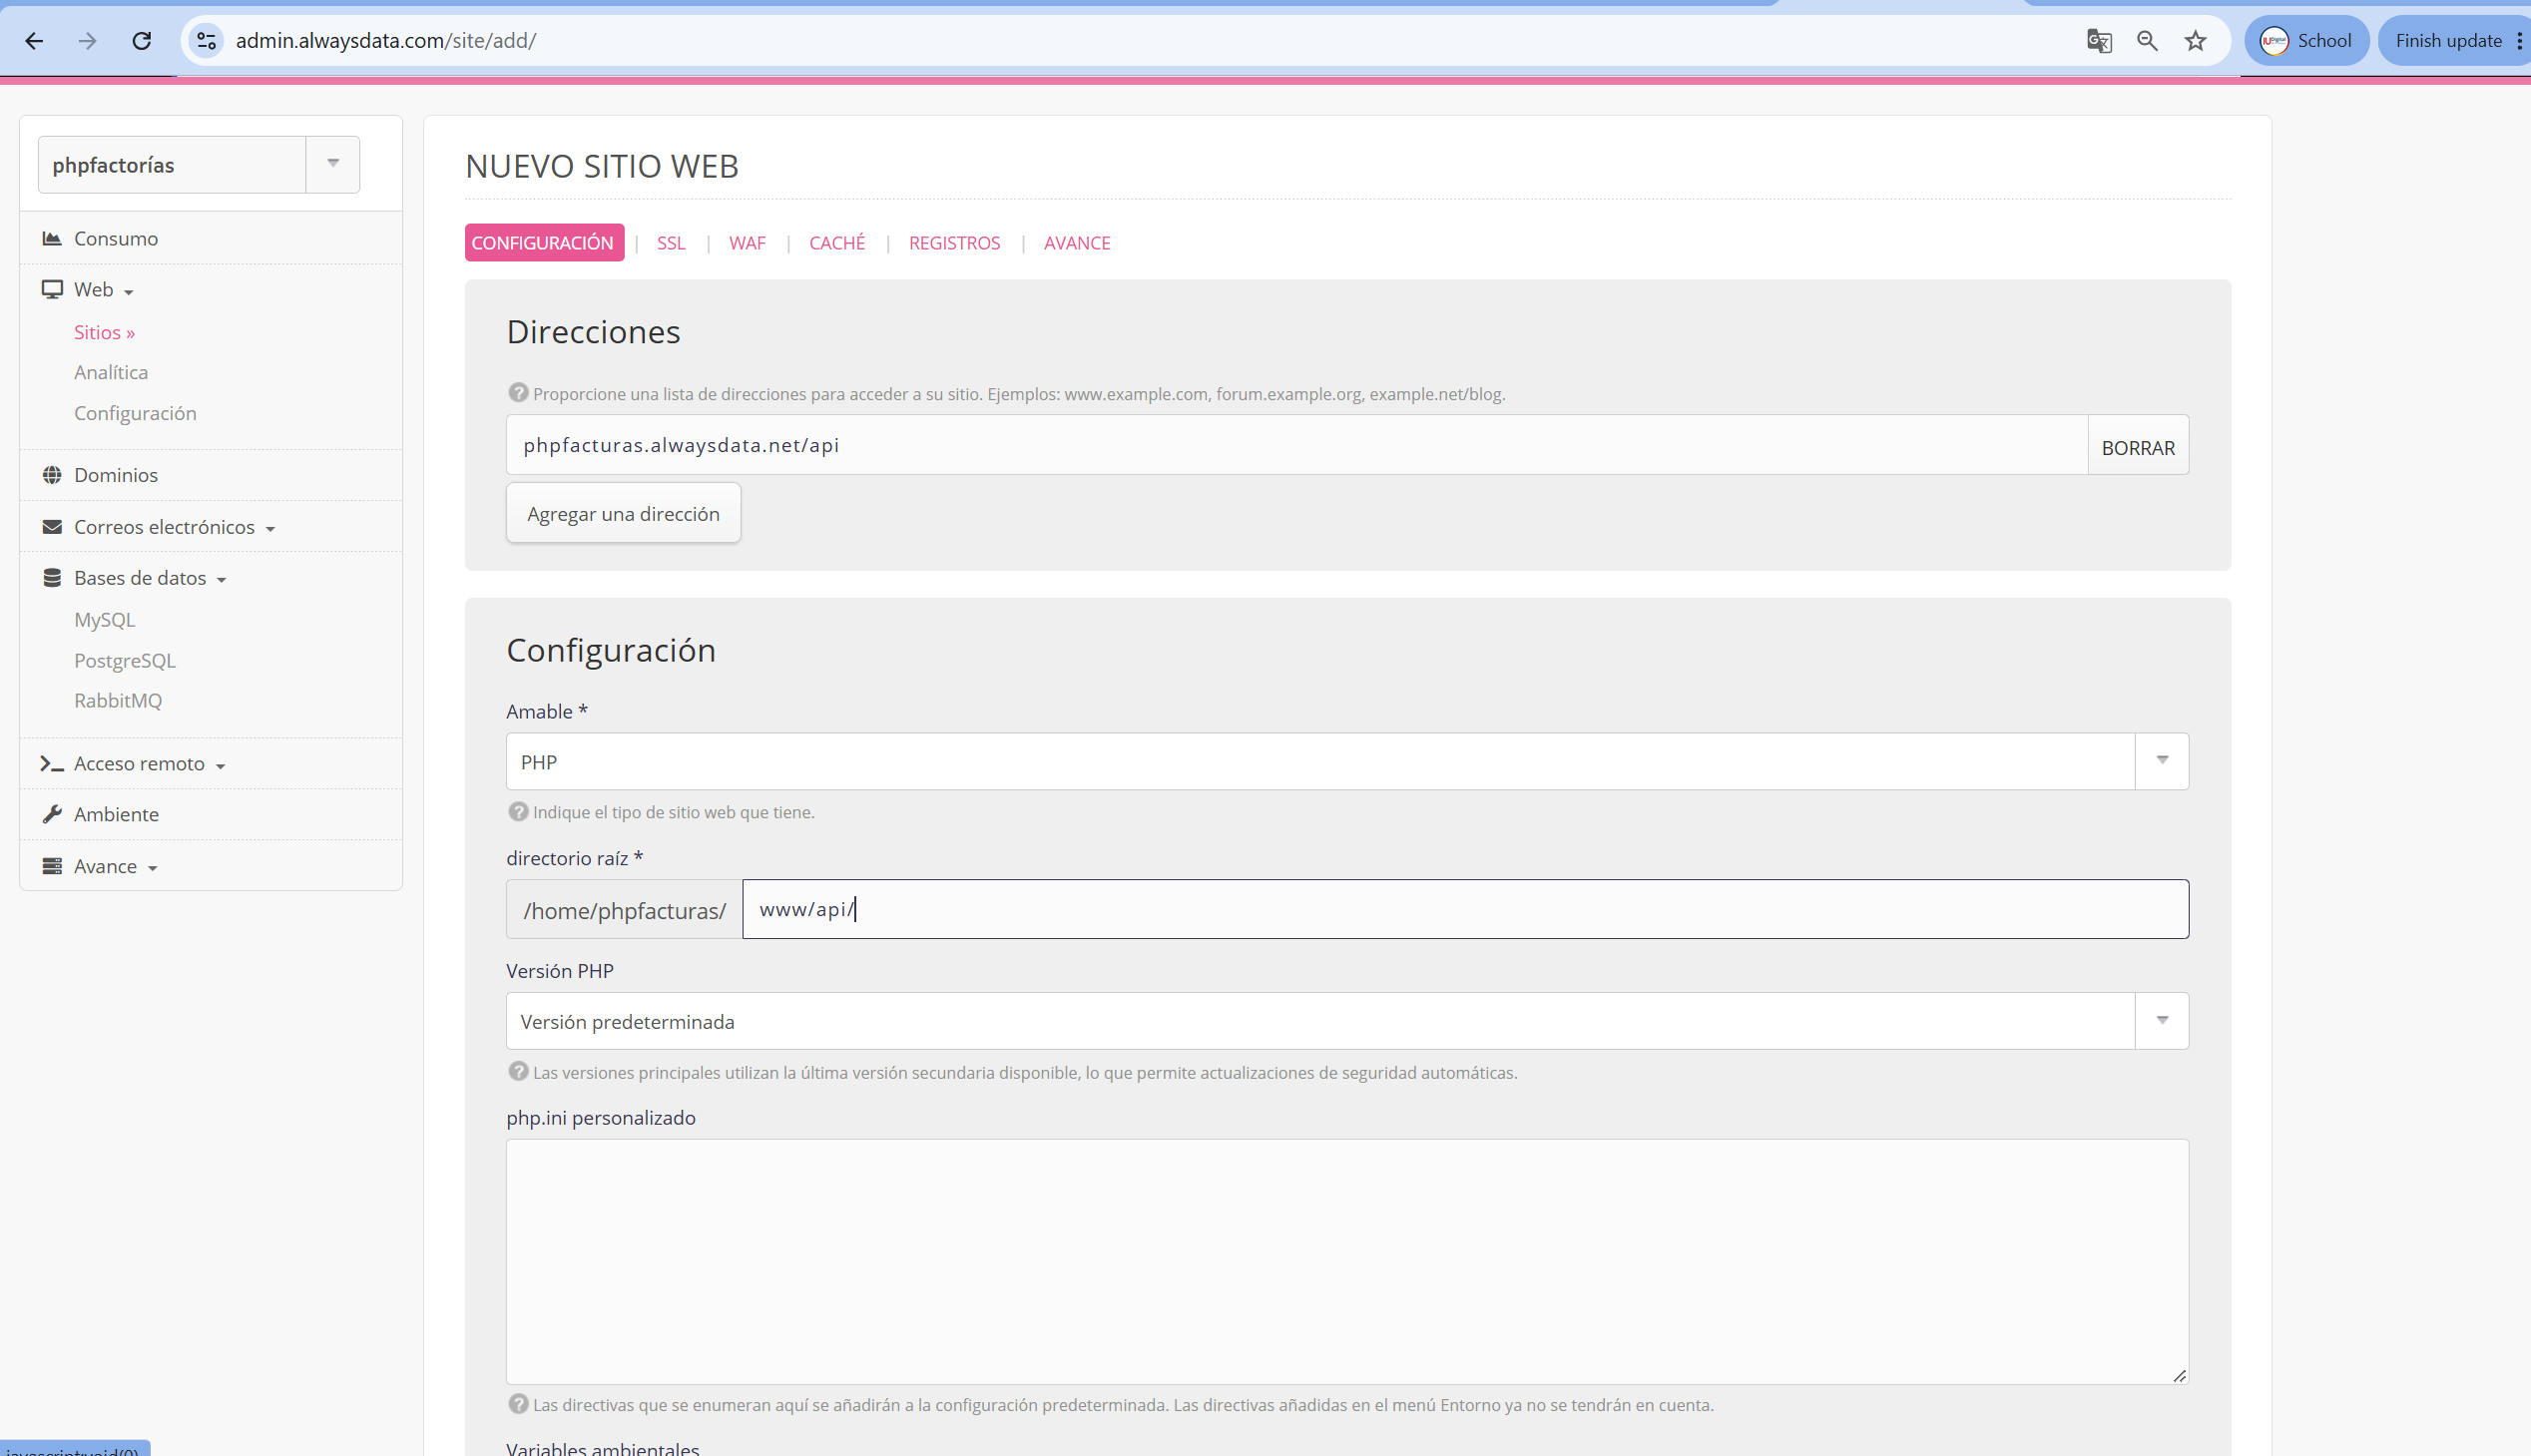 admin.alwaysdata.com/site/add/
School
Finish update
phpfactorías
Consumo
Web
Sitios »
Analítica
Configuración
Dominios
Correos electrónicos
Bases de datos
MySQL
PostgreSQL
RabbitMQ
Acceso remoto
Ambiente
Avance
NUEVO SITIO WEB
CONFIGURACIÓN | SSL | WAF | CACHÉ | REGISTROS | AVANCE
Direcciones
Proporcione una lista de direcciones para acceder a su sitio. Ejemplos: www.example.com, forum.example.org, example.net/blog.
phpfacturas.alwaysdata.net/api
BORRAR
Agregar una dirección
Configuración
Amable *
PHP
Indique el tipo de sitio web que tiene.
directorio raíz *
/home/phpfacturas/ www/api/
Versión PHP
Versión predeterminada
Las versiones principales utilizan la última versión secundaria disponible, lo que permite actualizaciones de seguridad automáticas.
php.ini personalizado
Las directivas que se enumeran aquí se añadirán a la configuración predeterminada. Las directivas añadidas en el menú Entorno ya no se tendrán en cuenta.
Variables ambientales
javascript:void(0)